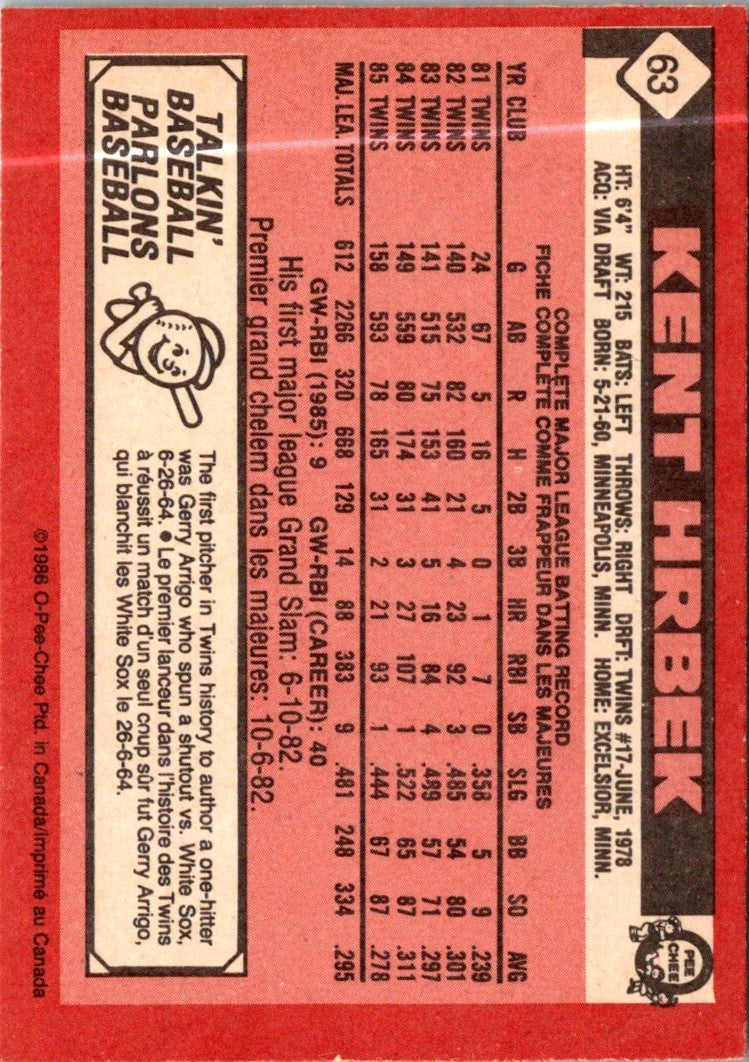 63
KENT HRBEK
O
PEE
CHEE
HT: 6'4" WT: 215 BATS: LEFT THROWS: RIGHT DRFT: TWINS #17-JUNE, 1978
ACQ: VIA DRAFT BORN: 5-21-60, MINNEAPOLIS, MINN. HOME: EXCELSIOR, MINN.
COMPLETE MAJOR LEAGUE BATTING RECORD
FICHE COMPLÈTE COMME FRAPPEUR DANS LES MAJEURES
YR CLUB G AB R H 2B 3B HR RBI SB SLG BB SO AVG
81 TWINS 24 67 5 16 5 0 1 7 0 .358 5 9 .239
82 TWINS 140 532 82 160 21 4 23 92 3 .485 54 80 .301
83 TWINS 141 515 75 153 41 5 16 84 4 .489 57 71 .297
84 TWINS 149 559 80 174 31 3 27 107 1 .522 65 87 .311
85 TWINS 158 593 78 165 31 2 21 93 1 .444 67 87 .278
MAJ. LEA. TOTALS 612 2266 320 668 129 14 88 383 9 .481 248 334 .295
GW-RBI (1985): 9 GW-RBI (CAREER): 40
His first major league Grand Slam: 6-10-82.
Premier grand chelem dans les majeures: 10-6-82.
TALKIN'
BASEBALL
PARLONS
BASEBALL
The first pitcher in Twins history to author a one-hitter
was Gerry Arrigo who spun a shutout vs. White Sox,
6-26-64. ● Le premier lanceur dans l'histoire des Twins
à réussit un match d'un seul coup sûr fut Gerry Arrigo,
qui blanchit les White Sox le 26-6-64.
©1986 O-Pee-Chee Ptd. in Canada/Imprimé au Canada